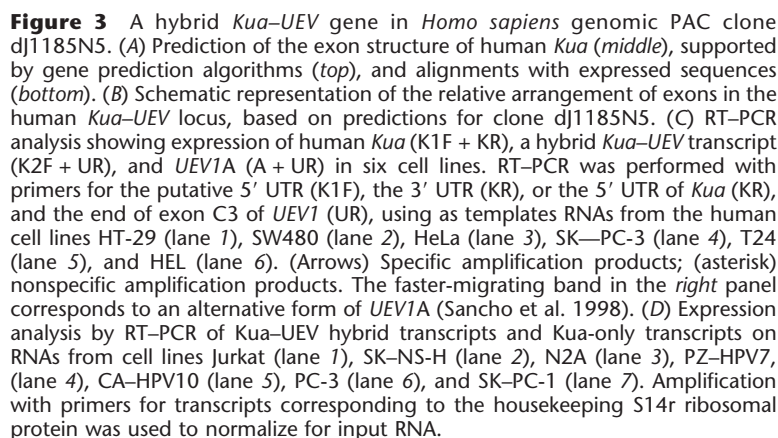 Figure 3 A hybrid Kua–UEV gene in Homo sapiens genomic PAC clone
dJ1185N5. (A) Prediction of the exon structure of human Kua (middle), supported
by gene prediction algorithms (top), and alignments with expressed sequences
(bottom). (B) Schematic representation of the relative arrangement of exons in the
human Kua–UEV locus, based on predictions for clone dJ1185N5. (C) RT–PCR
analysis showing expression of human Kua (K1F + KR), a hybrid Kua–UEV transcript
(K2F + UR), and UEV1A (A + UR) in six cell lines. RT–PCR was performed with
primers for the putative 5′ UTR (K1F), the 3′ UTR (KR), or the 5′ UTR of Kua (KR),
and the end of exon C3 of UEV1 (UR), using as templates RNAs from the human
cell lines HT-29 (lane 1), SW480 (lane 2), HeLa (lane 3), SK—PC-3 (lane 4), T24
(lane 5), and HEL (lane 6). (Arrows) Specific amplification products; (asterisk)
nonspecific amplification products. The faster-migrating band in the right panel
corresponds to an alternative form of UEV1A (Sancho et al. 1998). (D) Expression
analysis by RT–PCR of Kua–UEV hybrid transcripts and Kua-only transcripts on
RNAs from cell lines Jurkat (lane 1), SK–NS-H (lane 2), N2A (lane 3), PZ–HPV7,
(lane 4), CA–HPV10 (lane 5), PC-3 (lane 6), and SK–PC-1 (lane 7). Amplification
with primers for transcripts corresponding to the housekeeping S14r ribosomal
protein was used to normalize for input RNA.